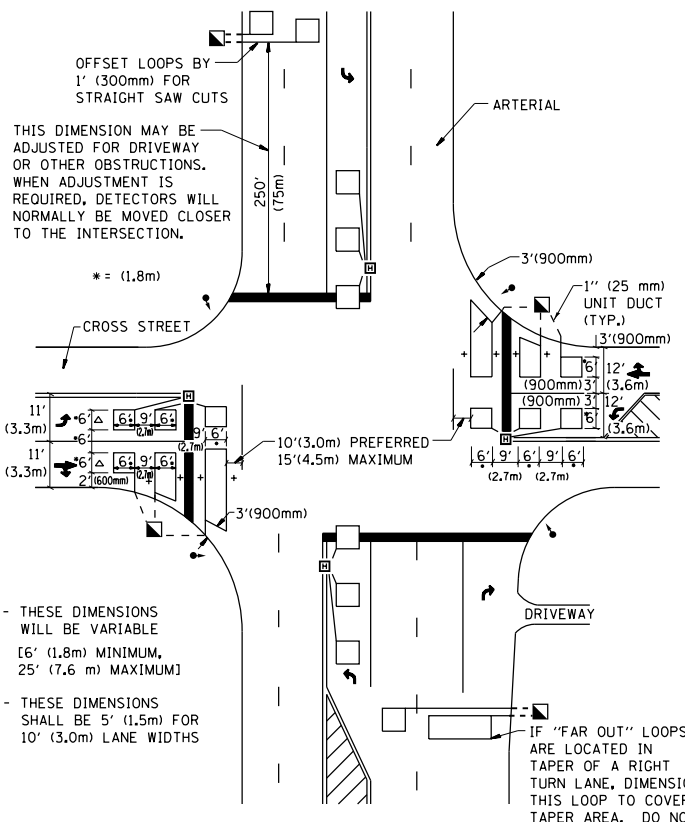 OFFSET LOOPS BY
1' (300mm) FOR
STRAIGHT SAW CUTS
THIS DIMENSION MAY BE
ADJUSTED FOR DRIVEWAY
OR OTHER OBSTRUCTIONS.
WHEN ADJUSTMENT IS
REQUIRED, DETECTORS WILL
NORMALLY BE MOVED CLOSER
TO THE INTERSECTION.
* = (1.8m)
250'
(75m)
ARTERIAL
3'(900mm)
1'' (25 mm)
UNIT DUCT
(TYP.)
CROSS STREET
H
3'(900mm)
*6'
12'
(3.6m)
(900mm) 3'
(900mm) 3'
*6'
12'
(3.6m)
H
6' 9' 6' 9' 6'
(2.7m) (2.7m)
11'
(3.3m)
*6'
*6'
6' 9' 6'
(2.7m)
H
(2.7m)
9' 6'
11'
(3.3m)
*6'
2' (600mm)
6' 9' 6'
(2.7m)
10'(3.0m) PREFERRED
15'(4.5m) MAXIMUM
3'(900mm)
H
- THESE DIMENSIONS
WILL BE VARIABLE
[6' (1.8m) MINIMUM,
25' (7.6 m) MAXIMUM]
- THESE DIMENSIONS
SHALL BE 5' (1.5m) FOR
10' (3.0m) LANE WIDTHS
DRIVEWAY
IF "FAR OUT" LOOPS
ARE LOCATED IN
TAPER OF A RIGHT
TURN LANE, DIMENSIO
THIS LOOP TO COVER
TAPER AREA. DO NO